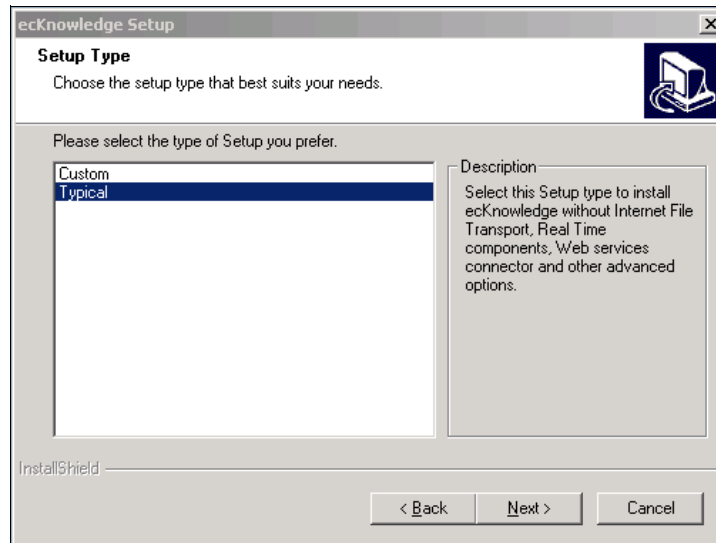 ecKnowledge Setup
Setup Type
Choose the setup type that best suits your needs.
Please select the type of Setup you prefer.
Custom
Typical
Description
Select this Setup type to install
ecKnowledge without Internet File
Transport, Real Time
components, Web services
connector and other advanced
options.
InstallShield
< Back
Next >
Cancel